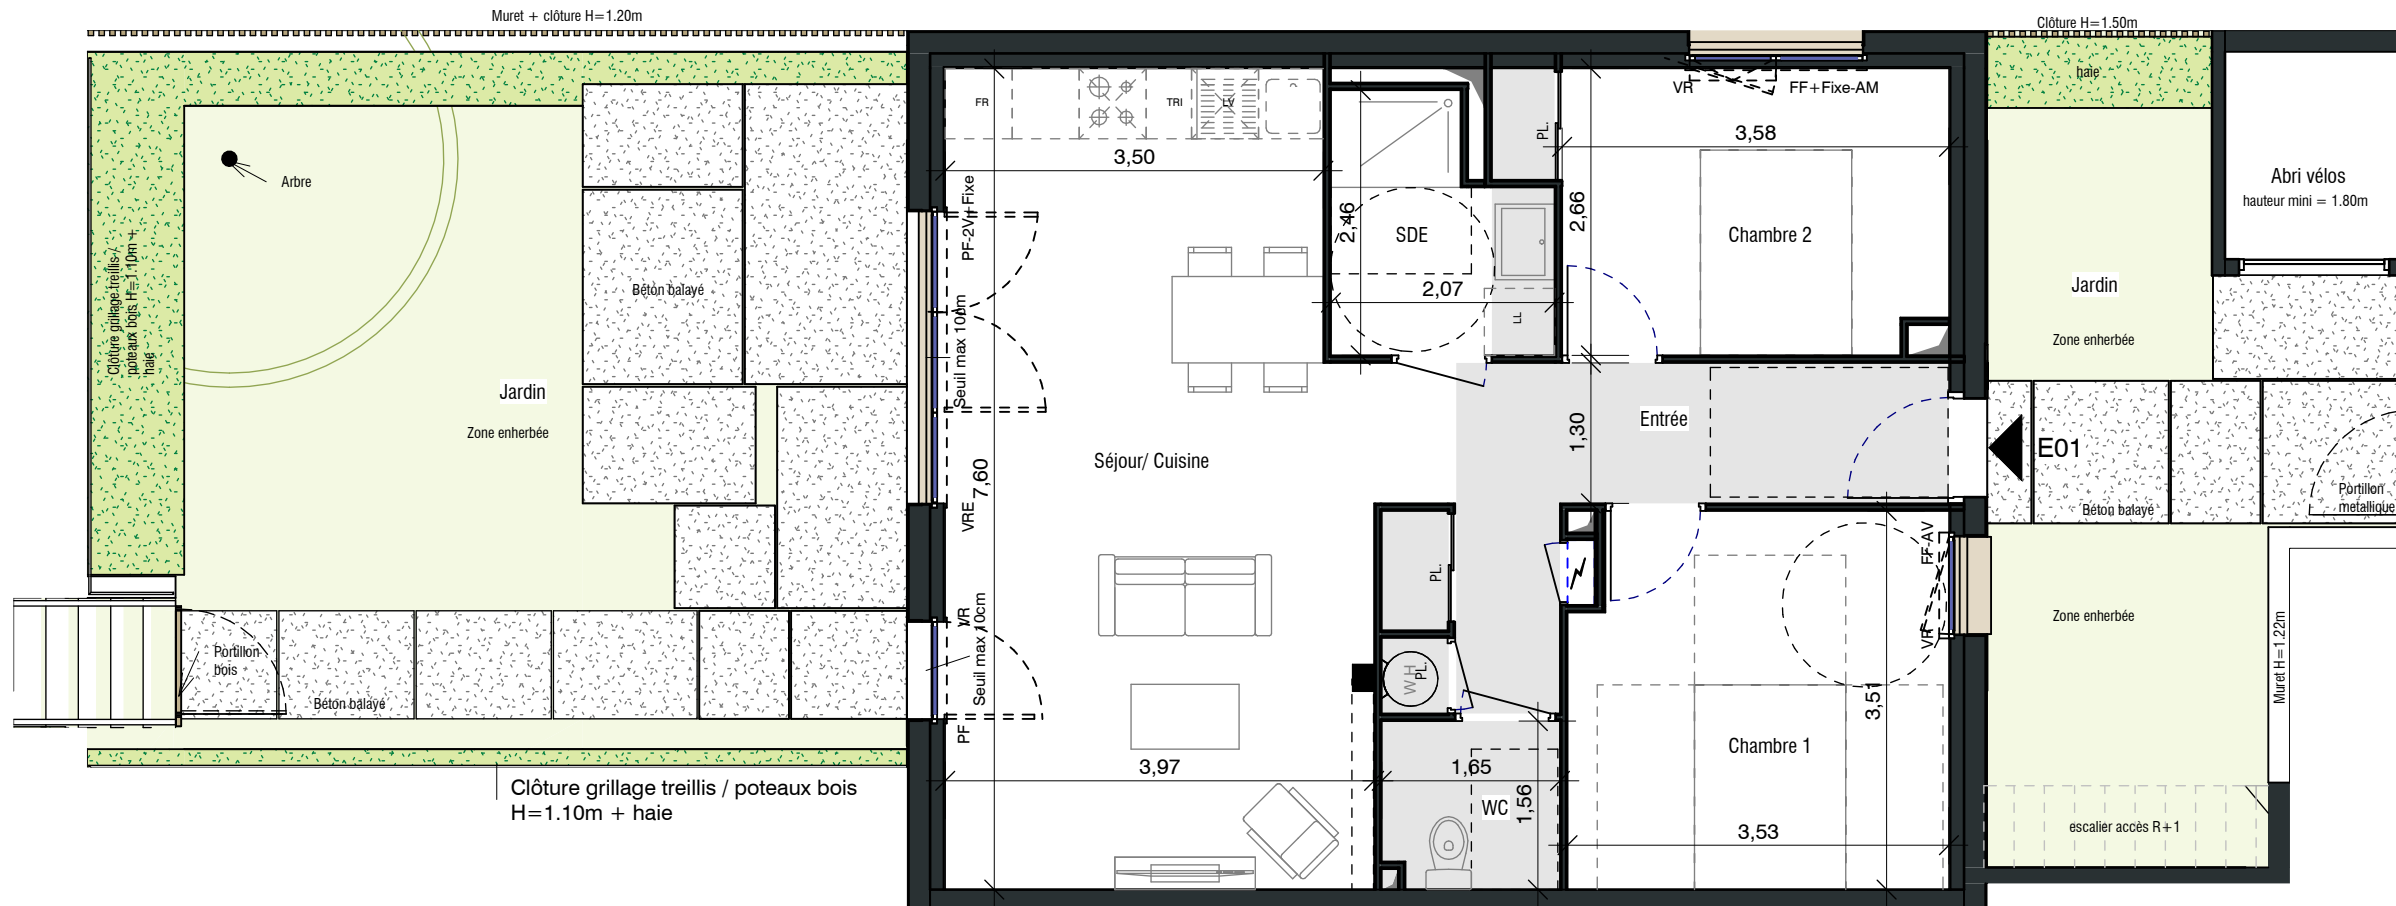 Muret + clôture H=1.20m
Clôture H=1.50m
haie
Abri vélos
hauteur mini = 1.80m
Jardin
Zone enherbée
Arbre
Clôture grillage treillis /
poteaux bois H=1.10m +
haie
Béton balayé
Jardin
Zone enherbée
Portillon
bois
Béton balayé
Clôture grillage treillis / poteaux bois
H=1.10m + haie
FR
TRI
LV
3,50
PF-2V+Fixe
Seuil max 10cm
VRE
7,60
Séjour/ Cuisine
VR
Seuil max 10cm
PF
3,97
2,46
SDE
2,07
LL
PL.
VR
FF+Fixe-AM
3,58
2,66
Chambre 2
1,30
Entrée
E01
Portillon
metallique
Béton balayé
PL.
PL.
WH
1,65
WC
1,56
FF-AV
VR
3,51
Chambre 1
3,53
Zone enherbée
Muret H=1.22m
escalier accès R+1